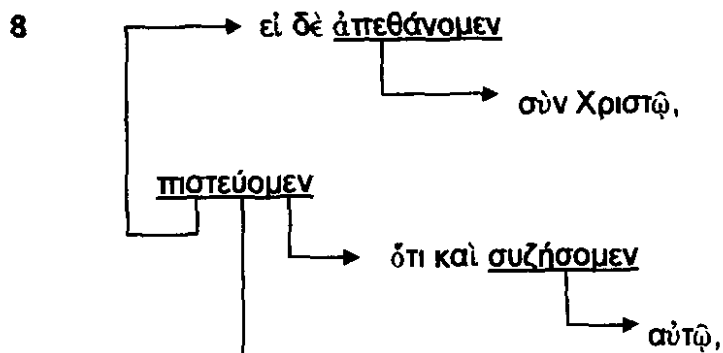 8 εἰ δὲ ἀπεθάνομεν
σὺν Χριστῷ,
πιστεύομεν
ὅτι καὶ συζήσομεν
αὐτῷ,